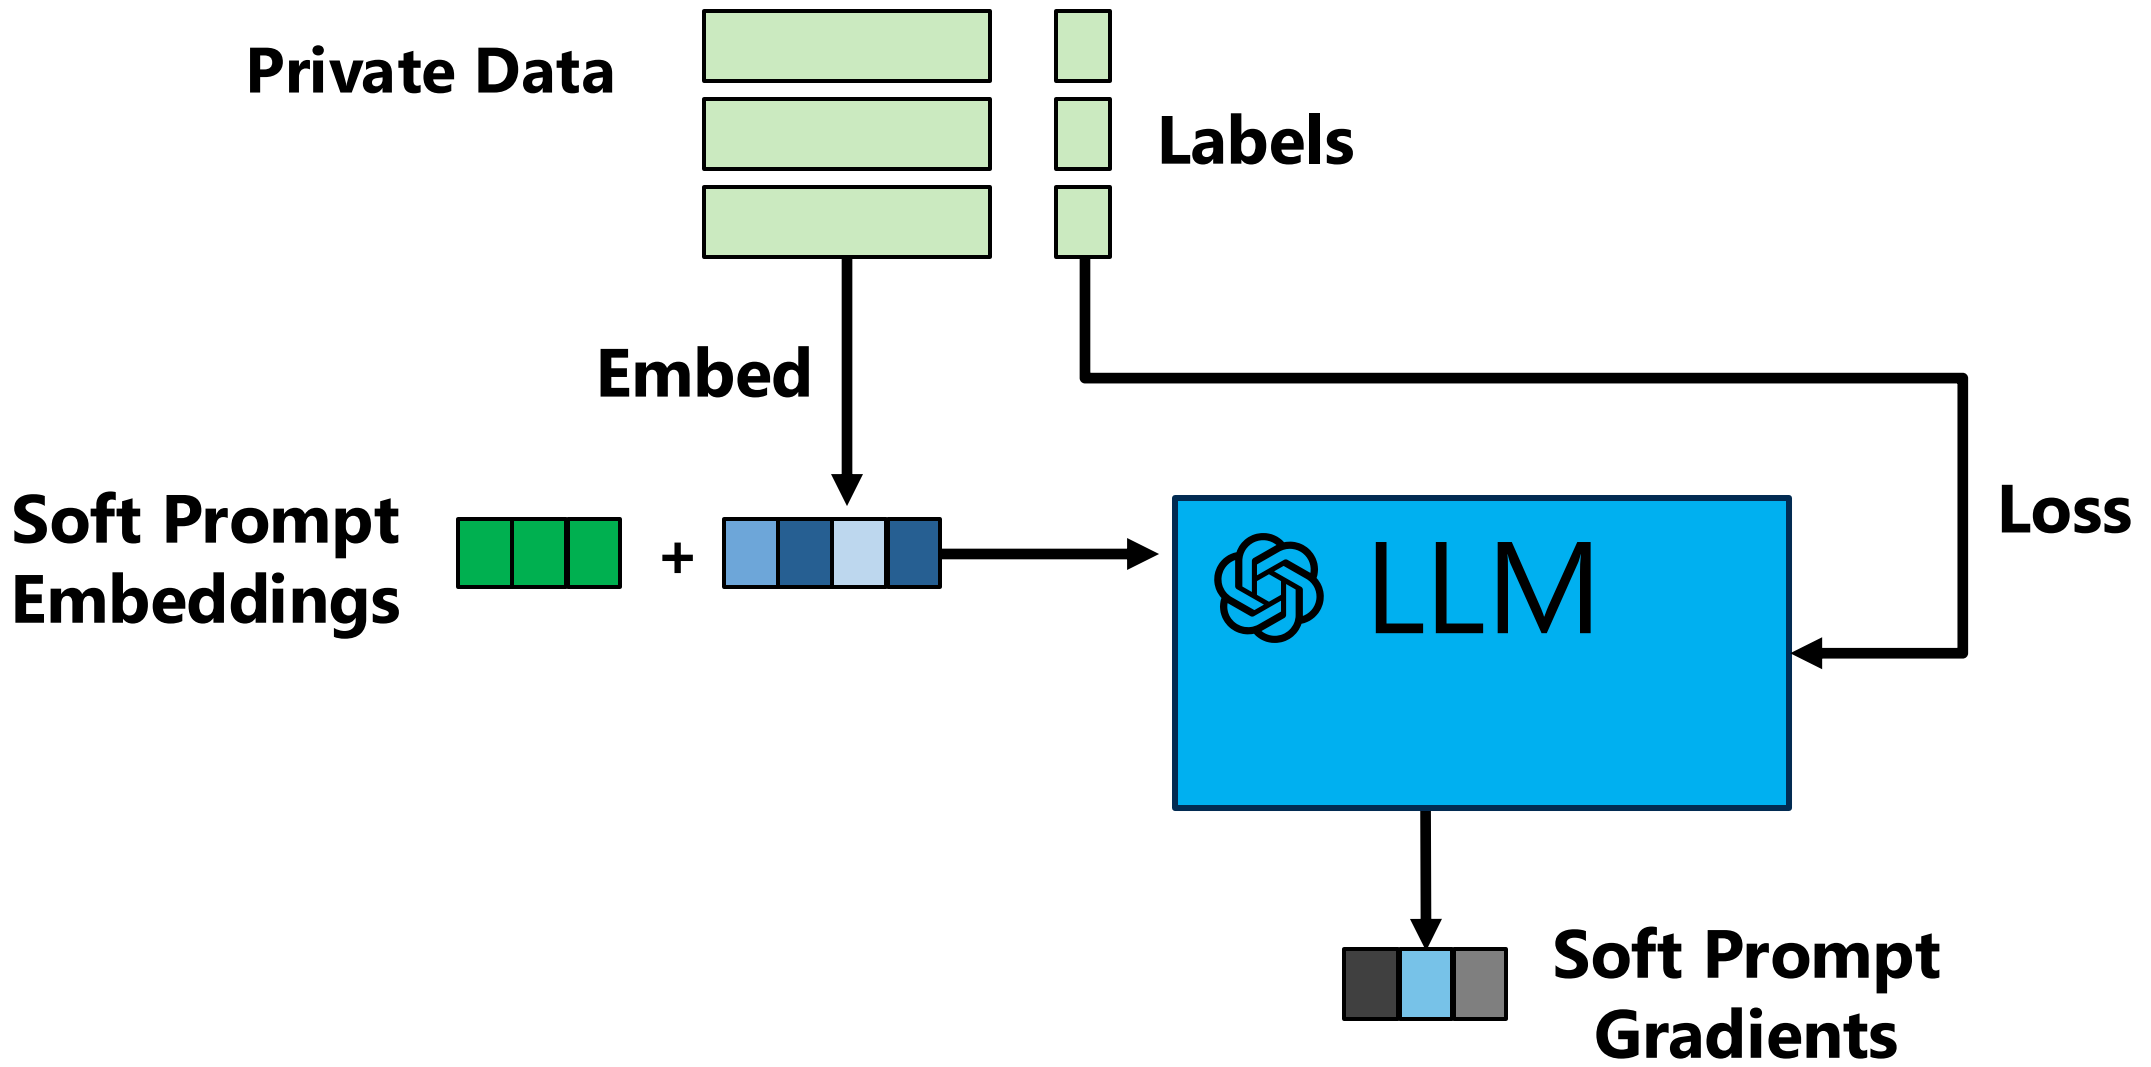 Private Data
Labels
Embed
Soft Prompt
Embeddings
+
LLM
Loss
Soft Prompt
Gradients